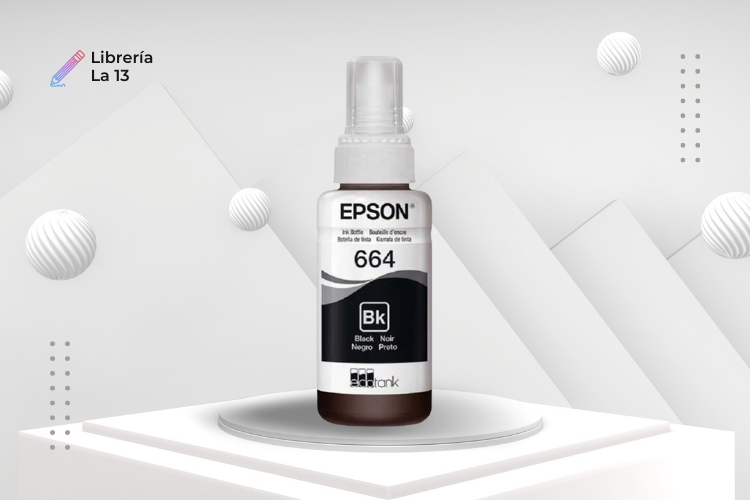 Librería
La 13
EPSON®
Ink Bottle Bouteille d'encre
Botella de tinta Garrafa de tinta
664
Bk
Black Noir
Negro Preto
ecotank